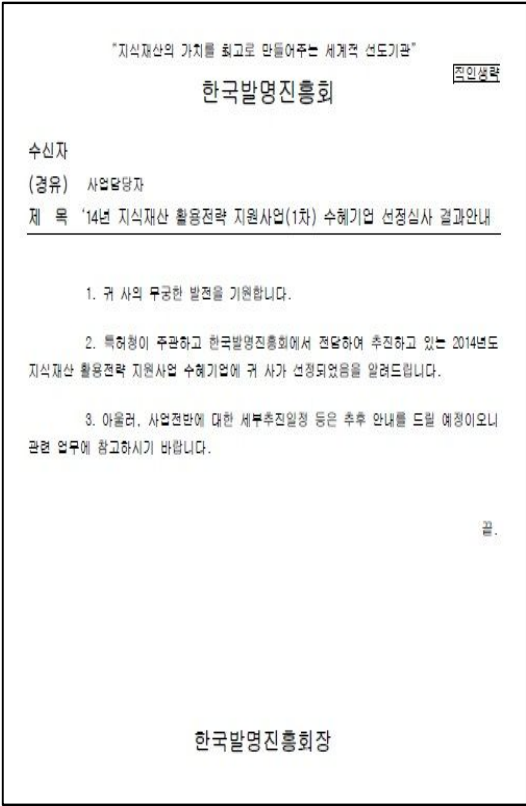 "지식재산의 가치를 최고로 만들어주는 세계적 선도기관"
직인생략
한국발명진흥회
수신자
(경유) 사업담당자
제 목 '14년 지식재산 활용전략 지원사업(1차) 수혜기업 선정심사 결과안내
1. 귀 사의 무궁한 발전을 기원합니다.
2. 특허청이 주관하고 한국발명진흥회에서 전담하여 추진하고 있는 2014년도
지식재산 활용전략 지원사업 수혜기업에 귀 사가 선정되었음을 알려드립니다.
3. 아울러, 사업전반에 대한 세부추진일정 등은 추후 안내를 드릴 예정이오니
관련 업무에 참고하시기 바랍니다.
끝.
한국발명진흥회장